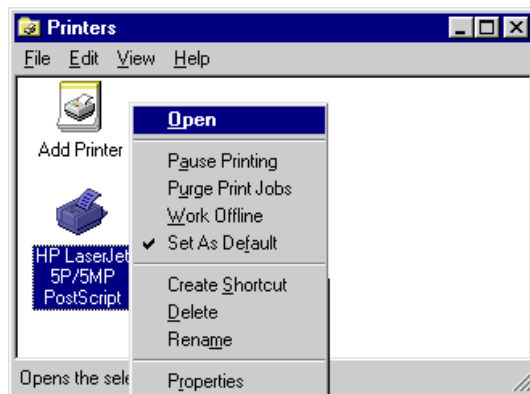 Printers
File Edit View Help
Add Printer
HP LaserJet
5P/5MP
PostScript
Open
Pause Printing
Purge Print Jobs
Work Offline
Set As Default
Create Shortcut
Delete
Rename
Properties
Opens the sele